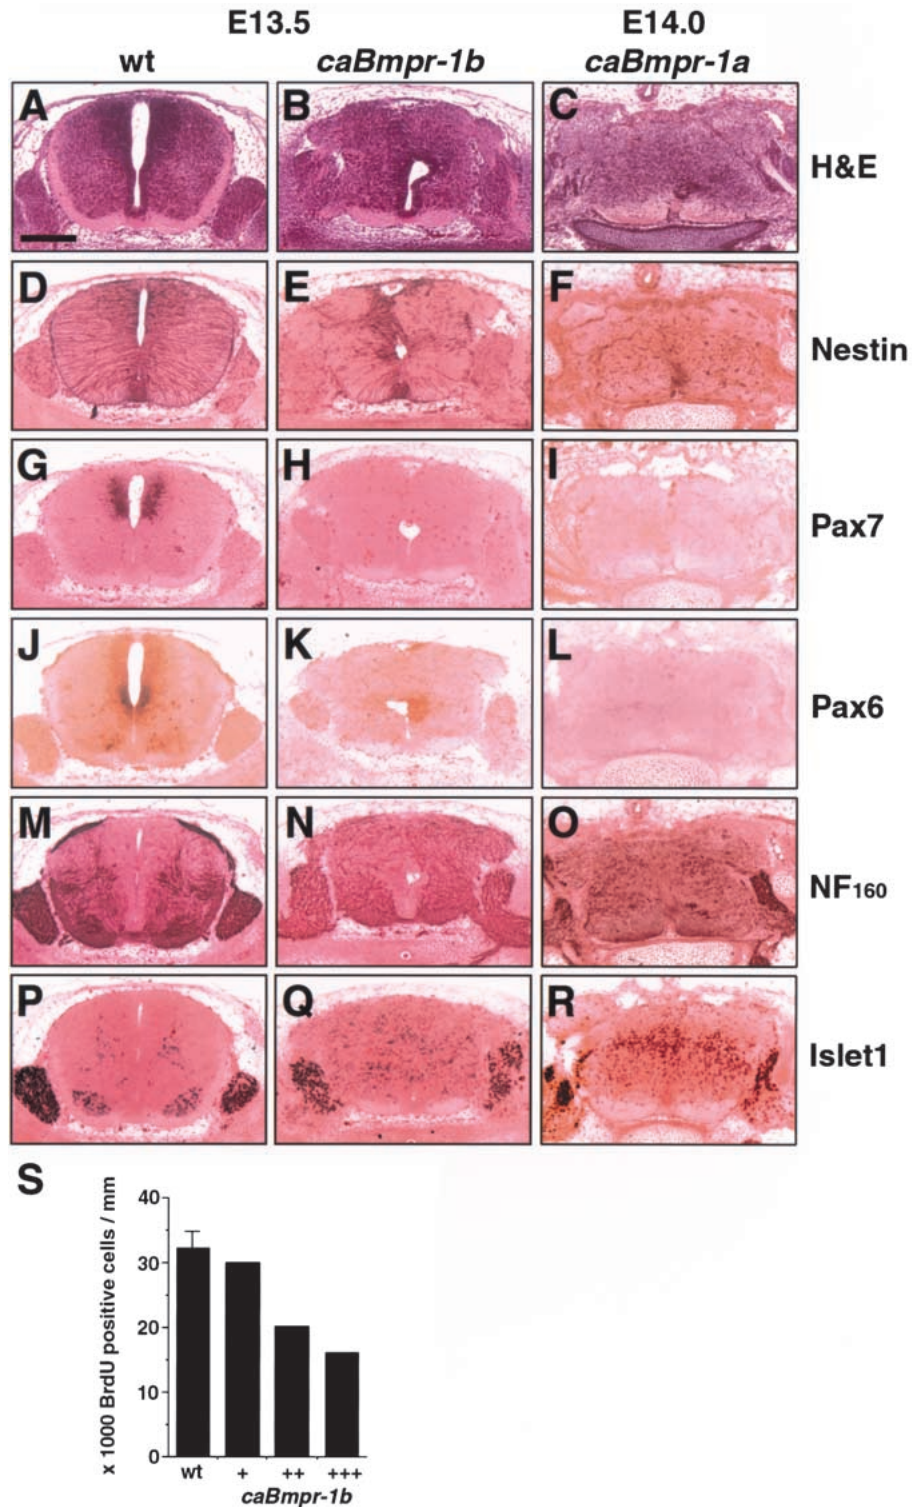 E13.5 E14.0
wt caBmpr-1b caBmpr-1a
A B C H&E
D E F Nestin
G H I Pax7
J K L Pax6
M N O NF160
P Q R Islet1
S
x 1000 BrdU positive cells / mm
40
30
20
10
0
wt + ++ +++
caBmpr-1b